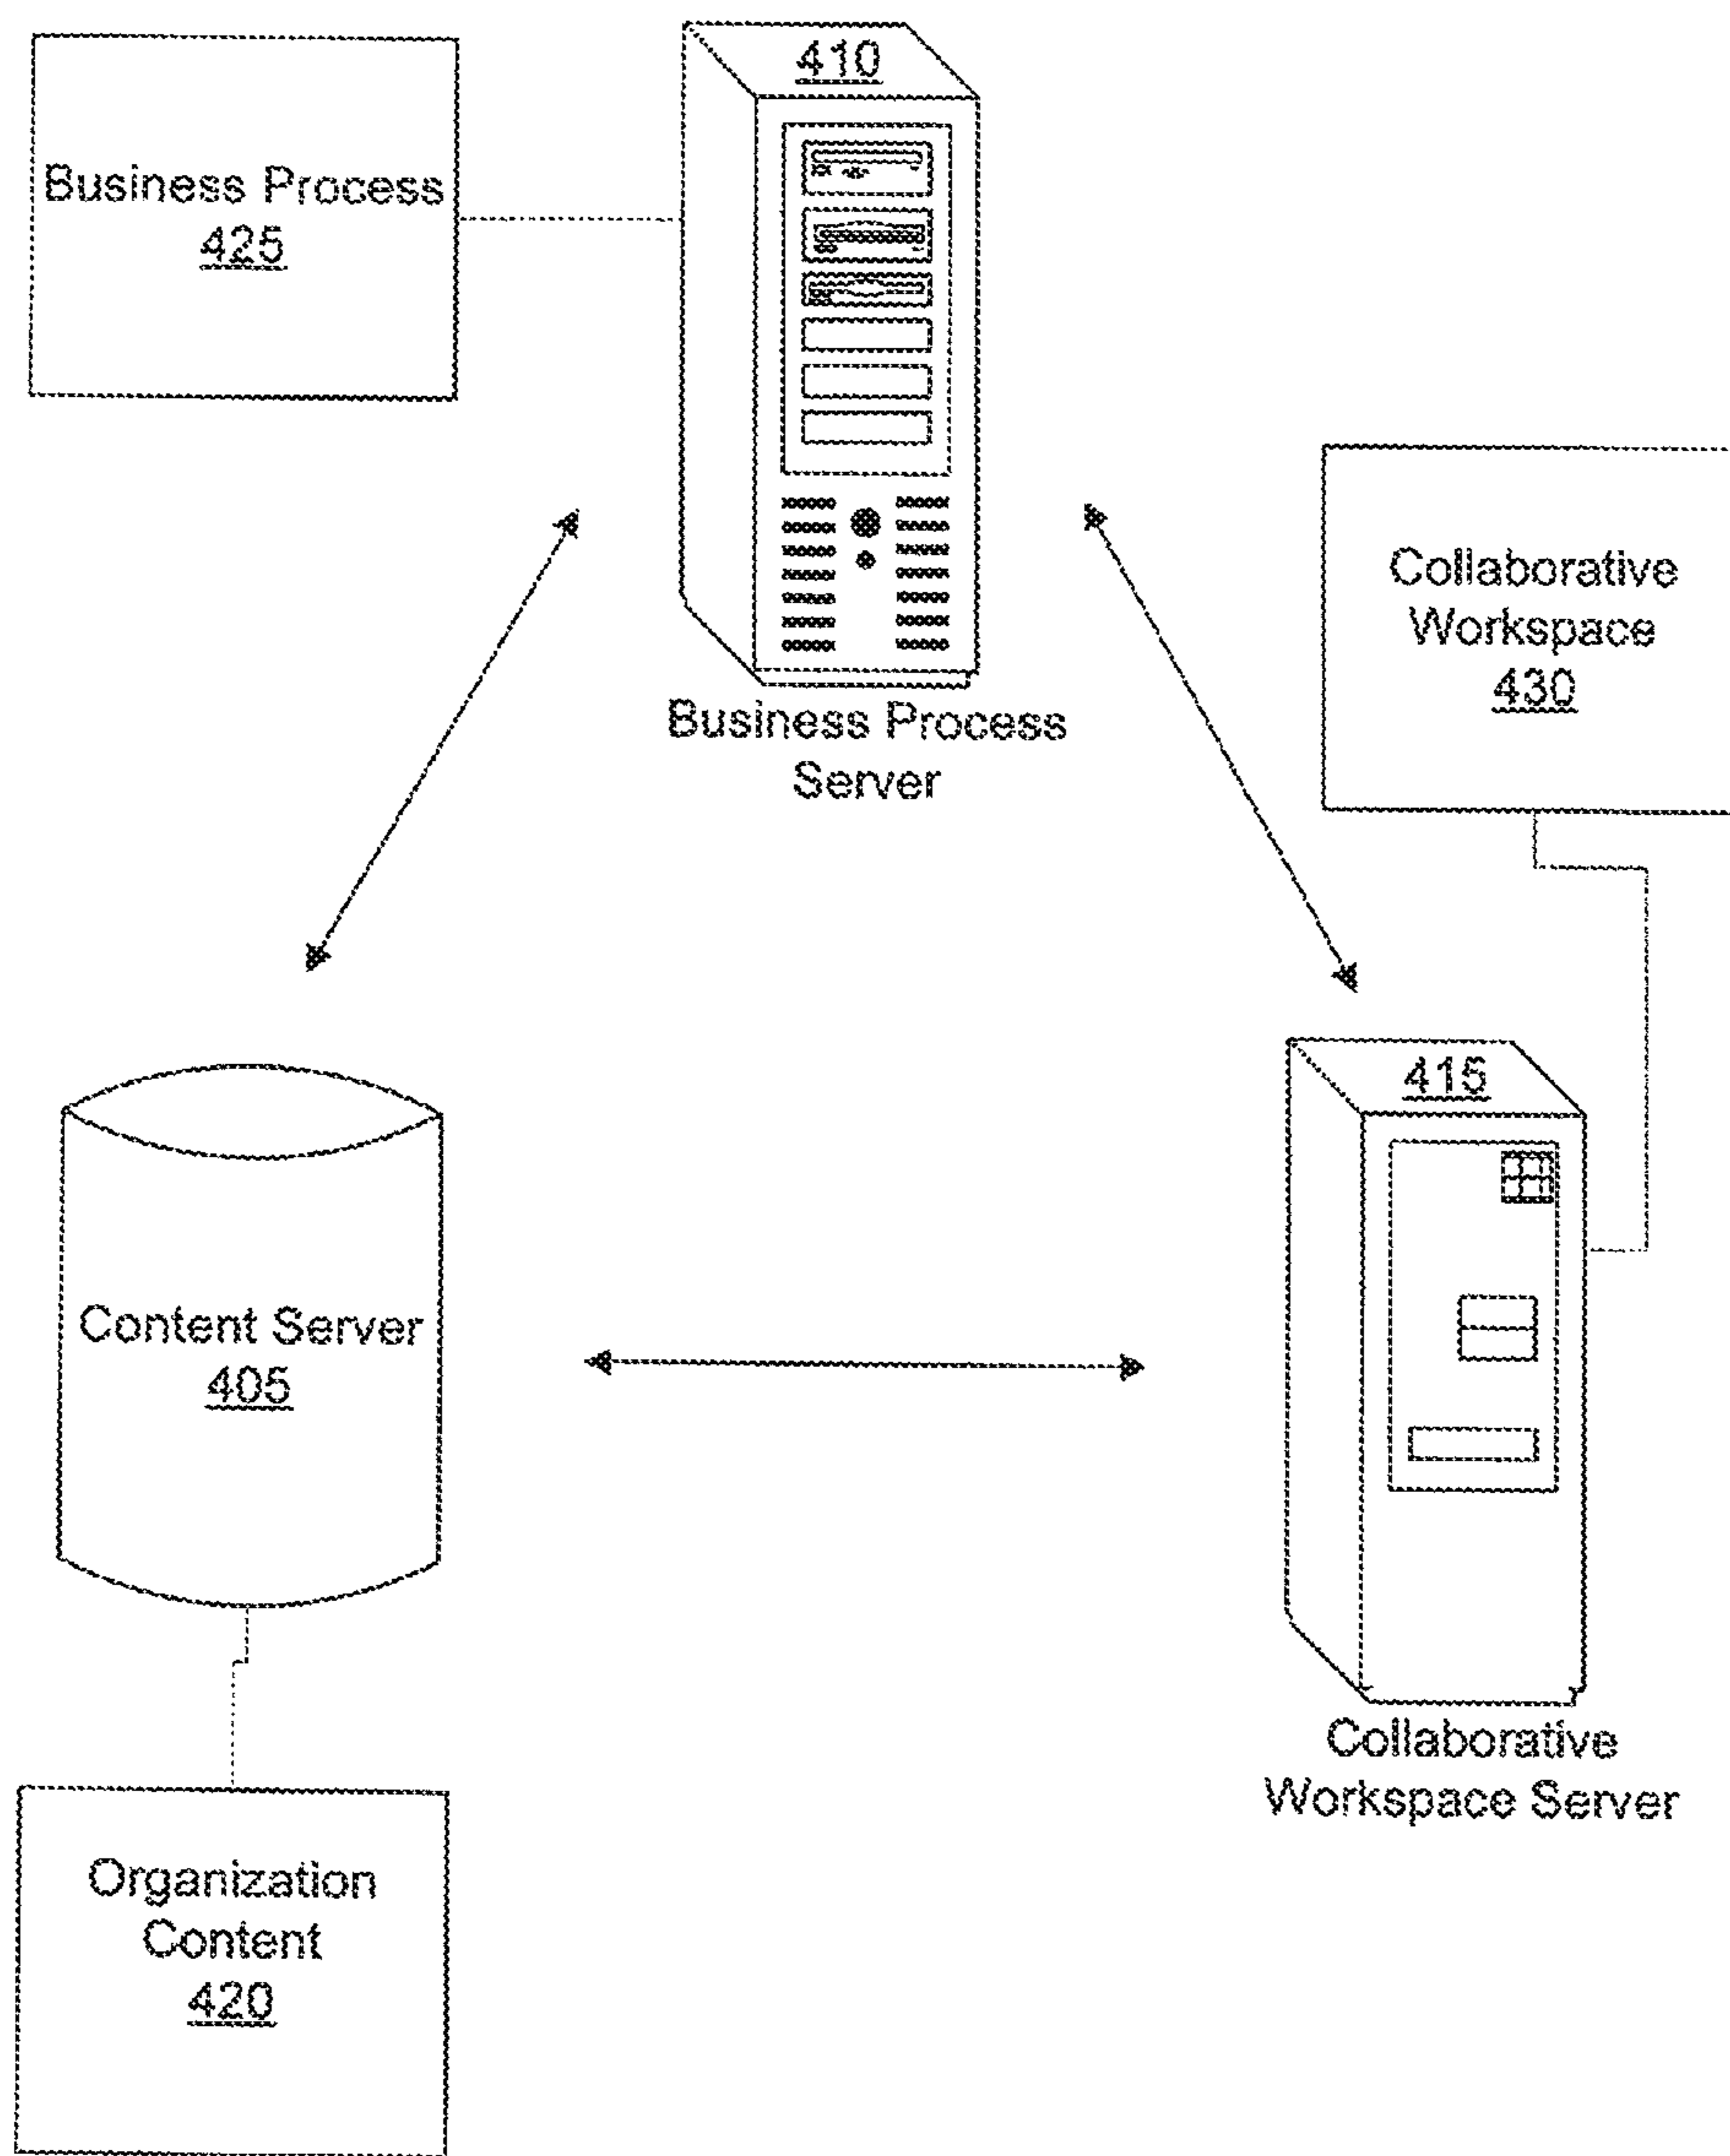 410
Business Process
425
Business Process
Server
Collaborative
Workspace
430
415
Content Server
405
Collaborative
Workspace Server
Organization
Content
420